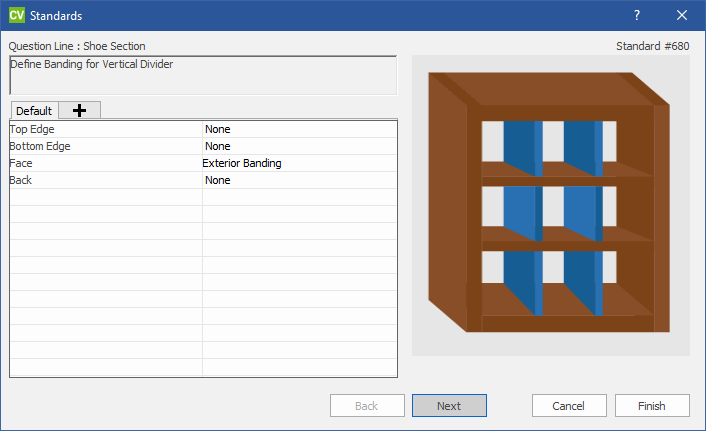 CV Standards ?
Question Line : Shoe Section Standard #680
Define Banding for Vertical Divider
Default
Top Edge None
Bottom Edge None
Face Exterior Banding
Back None
Back Next Cancel Finish